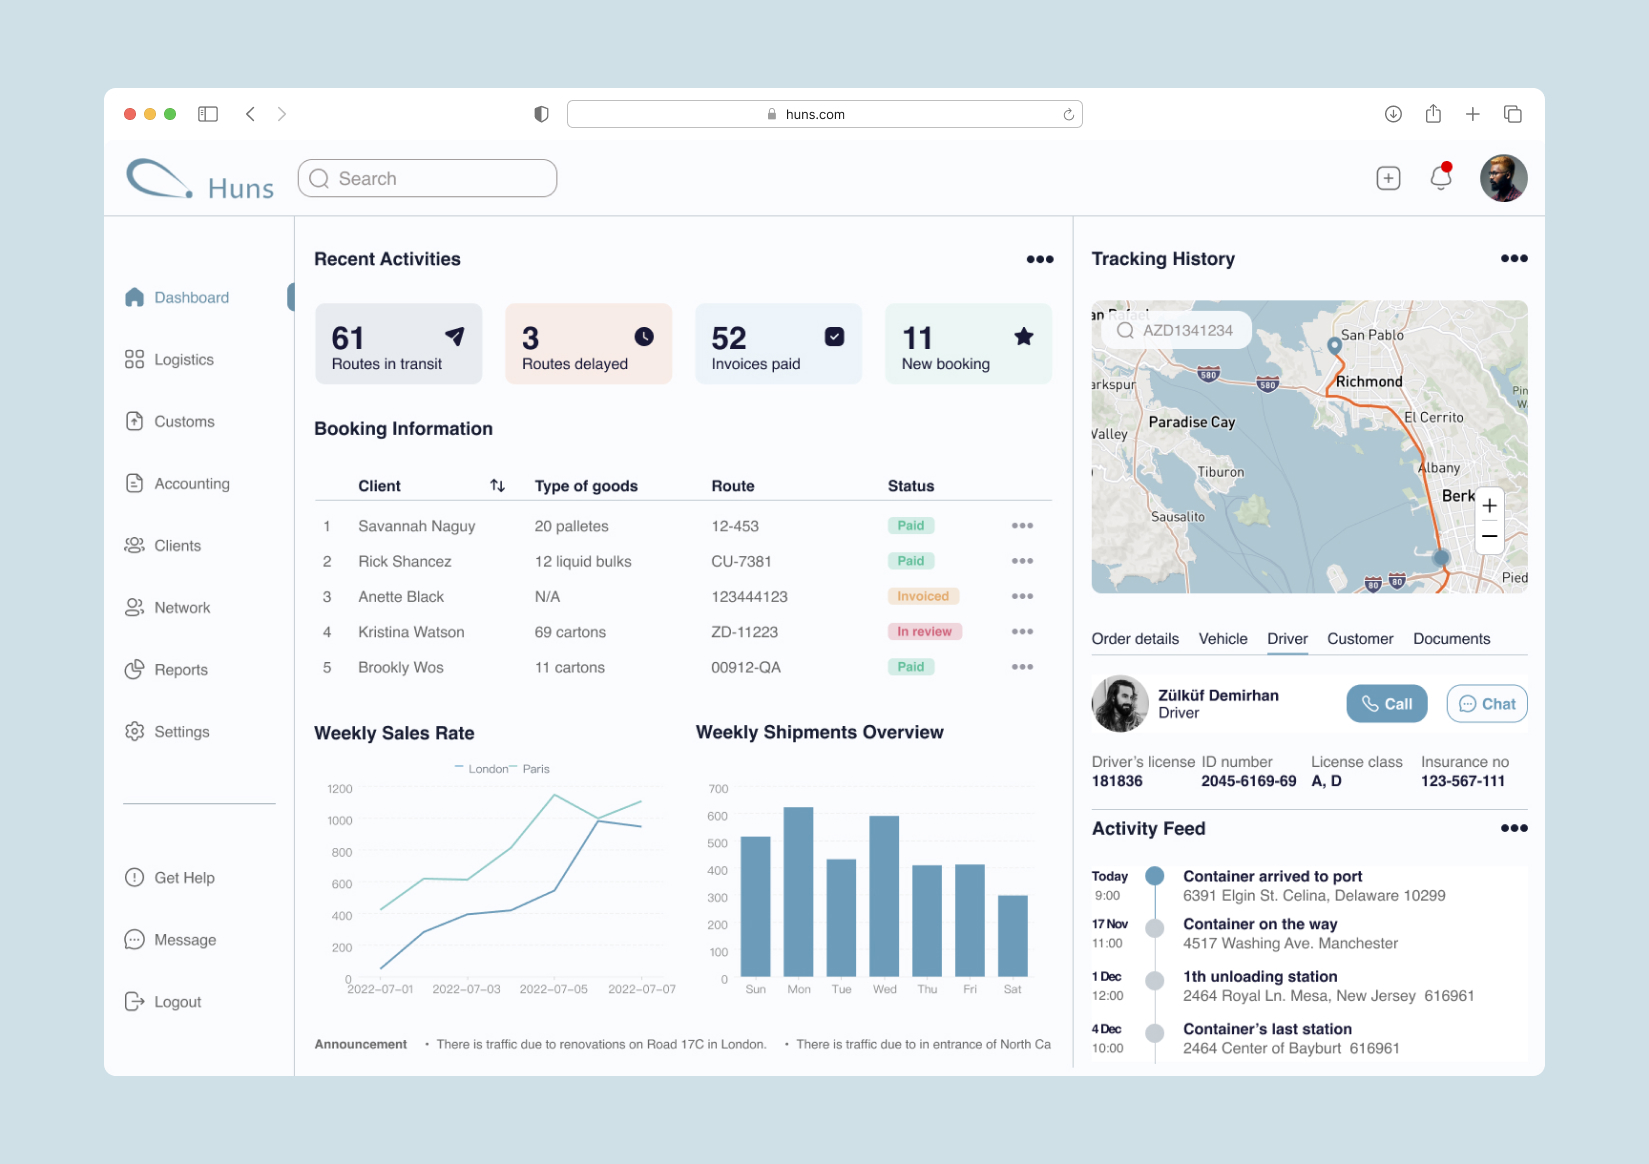 huns.com
Huns
Search
Dashboard
Logistics
Customs
Accounting
Clients
Network
Reports
Settings
Get Help
Message
Logout
Recent Activities
61
Routes in transit
3
Routes delayed
52
Invoices paid
11
New booking
Booking Information
Client Type of goods Route Status
1 Savannah Naguy 20 palletes 12-453 Paid
2 Rick Shancez 12 liquid bulks CU-7381 Paid
3 Anette Black N/A 123444123 Invoiced
4 Kristina Watson 69 cartons ZD-11223 In review
5 Brookly Wos 11 cartons 00912-QA Paid
Weekly Sales Rate
London Paris
1200
1000
800
600
400
200
0
2022-07-01 2022-07-03 2022-07-05 2022-07-07
Weekly Shipments Overview
700
600
500
400
300
200
100
0
Sun Mon Tue Wed Thu Fri Sat
Announcement • There is traffic due to renovations on Road 17C in London. • There is traffic due to in entrance of North Ca
Tracking History
AZD1341234
San Pablo
580
580
arkspur
Richmond
Pin
W
El Cerrito
Paradise Cay
Valley
Albany
Tiburon
Berk
Sausalito
80
80
Pied
+
−
Order details Vehicle Driver Customer Documents
Zülküf Demirhan
Driver
Call
Chat
Driver's license ID number License class Insurance no
181836 2045-6169-69 A, D 123-567-111
Activity Feed
Today Container arrived to port
9:00 6391 Elgin St. Celina, Delaware 10299
17 Nov Container on the way
11:00 4517 Washing Ave. Manchester
1 Dec 1th unloading station
12:00 2464 Royal Ln. Mesa, New Jersey 616961
4 Dec Container's last station
10:00 2464 Center of Bayburt 616961